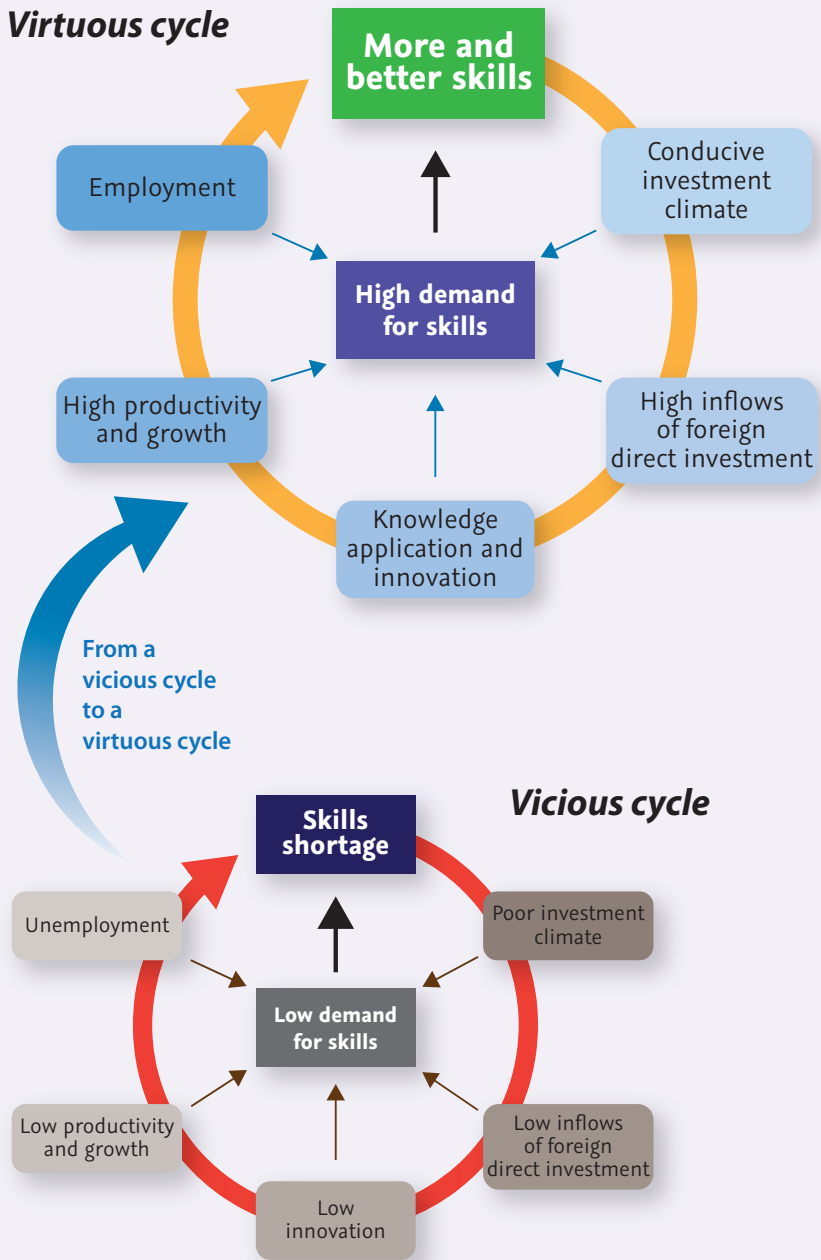 Virtuous cycle
More and
better skills
Employment
Conducive
investment
climate
High demand
for skills
High productivity
and growth
High inflows
of foreign
direct investment
Knowledge
application and
innovation
From a
vicious cycle
to a
virtuous cycle
Vicious cycle
Skills
shortage
Unemployment
Poor investment
climate
Low demand
for skills
Low productivity
and growth
Low inflows
of foreign
direct investment
Low
innovation